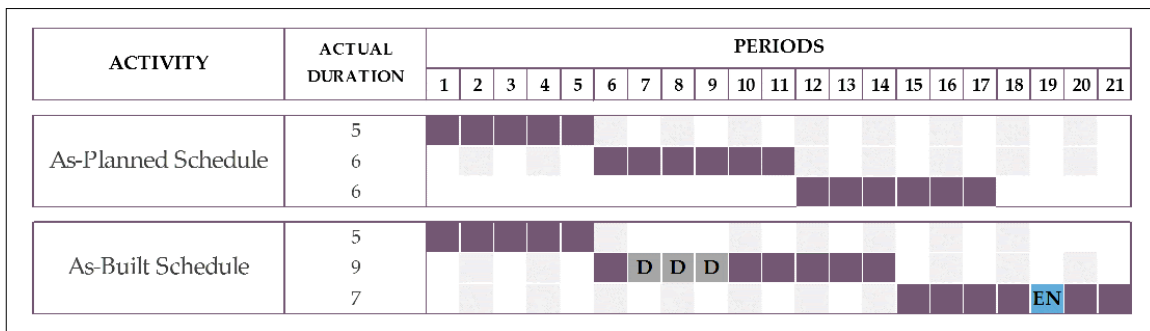 ACTIVITY ACTUAL DURATION PERIODS
1 2 3 4 5 6 7 8 9 10 11 12 13 14 15 16 17 18 19 20 21
As-Planned Schedule
5
6
6
As-Built Schedule
5
9 D D D
7 EN